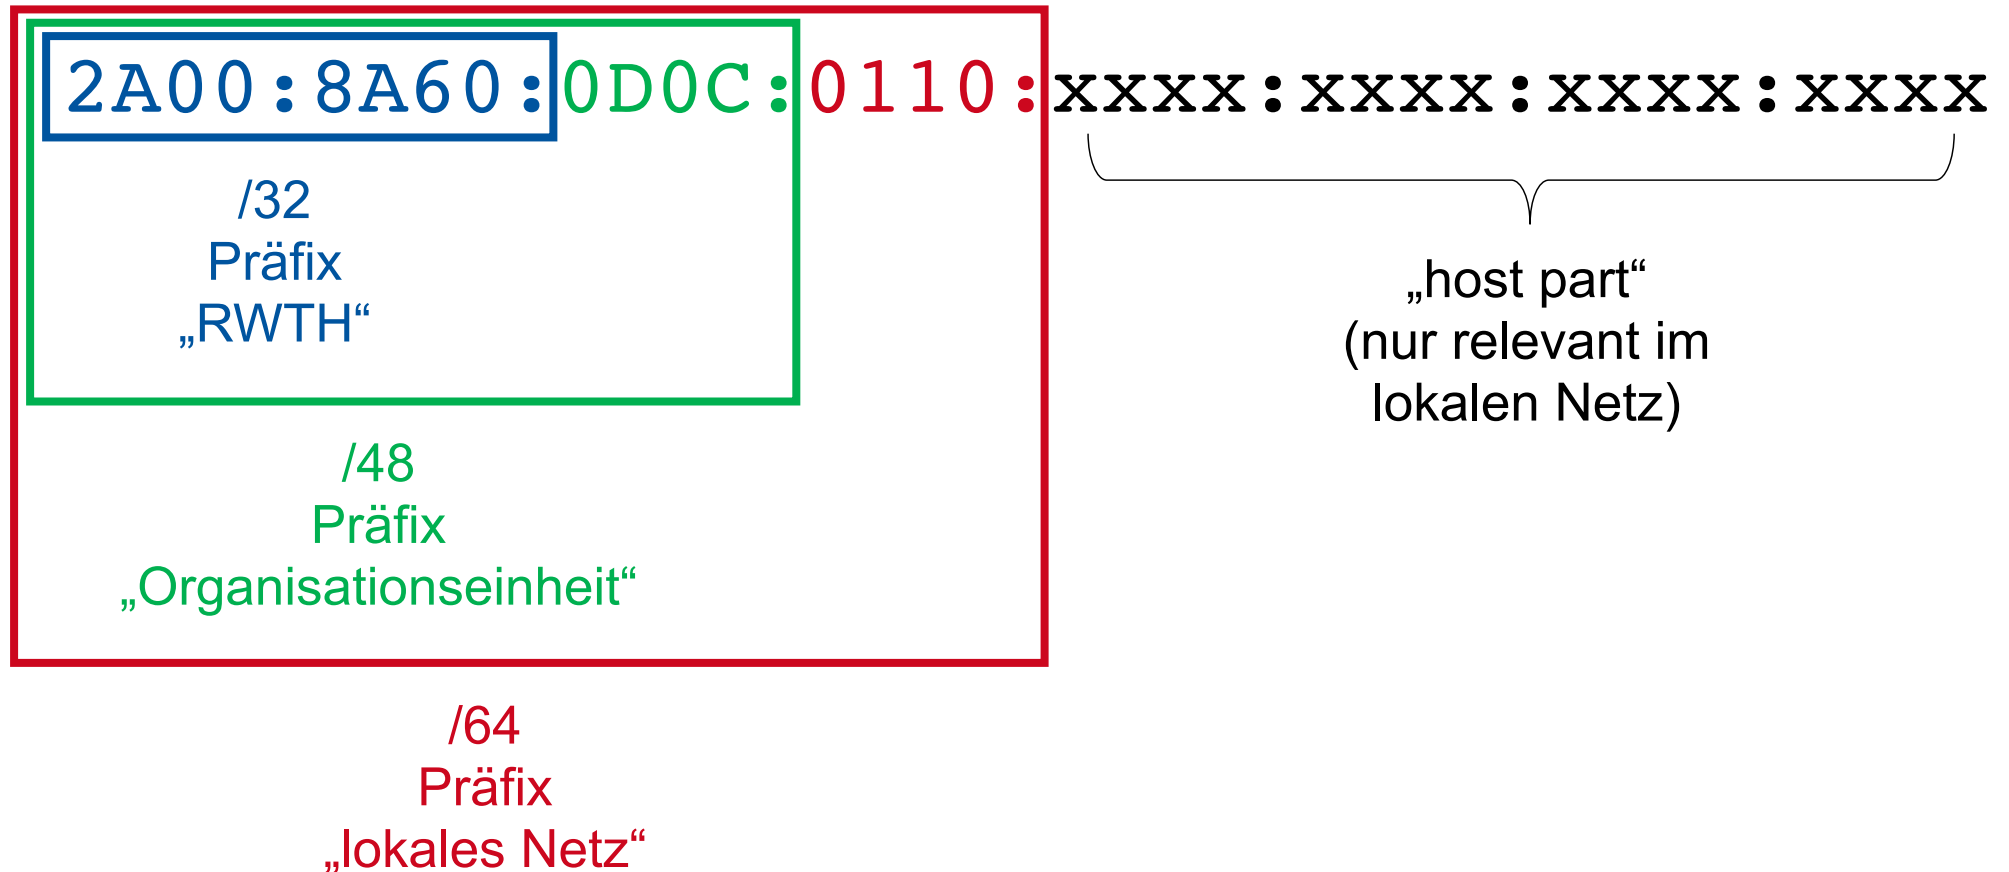 2A00:8A60:0D0C:0110:xxxx:xxxx:xxxx:xxxx
/32
Präfix
„RWTH“
/48
Präfix
„Organisationseinheit“
/64
Präfix
„lokales Netz“
„host part“
(nur relevant im
lokalen Netz)